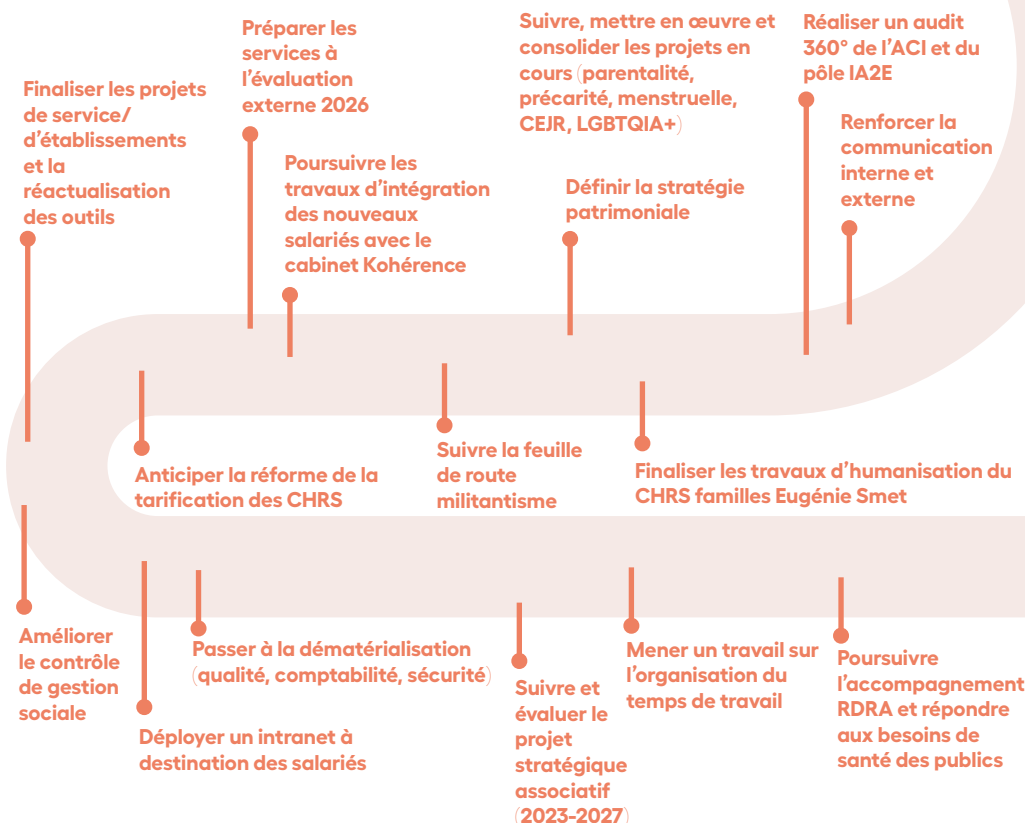 Finaliser les projets
de service/
d'établissements
et la
réactualisation
des outils
Préparer les
services à
l'évaluation
externe 2026
Poursuivre les
travaux d'intégration
des nouveaux
salariés avec le
cabinet Kohérence
Suivre, mettre en œuvre et
consolider les projets en
cours (parentalité,
précarité, menstruelle,
CEJR, LGBTQIA+)
Définir la stratégie
patrimoniale
Réaliser un audit
360° de l'ACI et du
pôle IA2E
Renforcer la
communication
interne et
externe
Anticiper la réforme de la
tarification des CHRS
Suivre la feuille
de route
militantisme
Finaliser les travaux d'humanisation du
CHRS familles Eugénie Smet
Améliorer
le contrôle
de gestion
sociale
Déployer un intranet à
destination des salariés
Passer à la dématérialisation
(qualité, comptabilité, sécurité)
Suivre et
évaluer le
projet
stratégique
associatif
(2023-2027)
Mener un travail sur
l'organisation du
temps de travail
Poursuivre
l'accompagnement
RDRA et répondre
aux besoins de
santé des publics